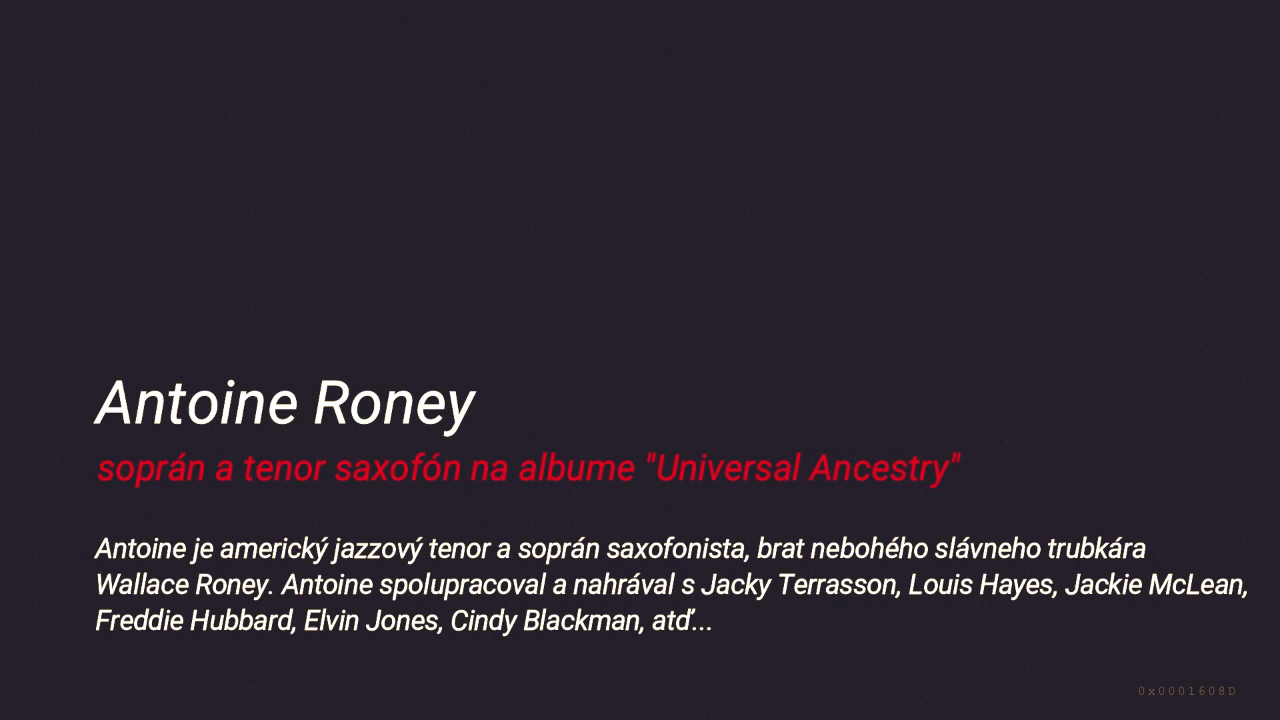 Antoine Roney
soprán a tenor saxofón na albume "Universal Ancestry"
Antoine je americký jazzový tenor a soprán saxofonista, brat nebohého slávneho trubkára
Wallace Roney. Antoine spolupracoval a nahrával s Jacky Terrasson, Louis Hayes, Jackie McLean,
Freddie Hubbard, Elvin Jones, Cindy Blackman, atď...
0x0001608D